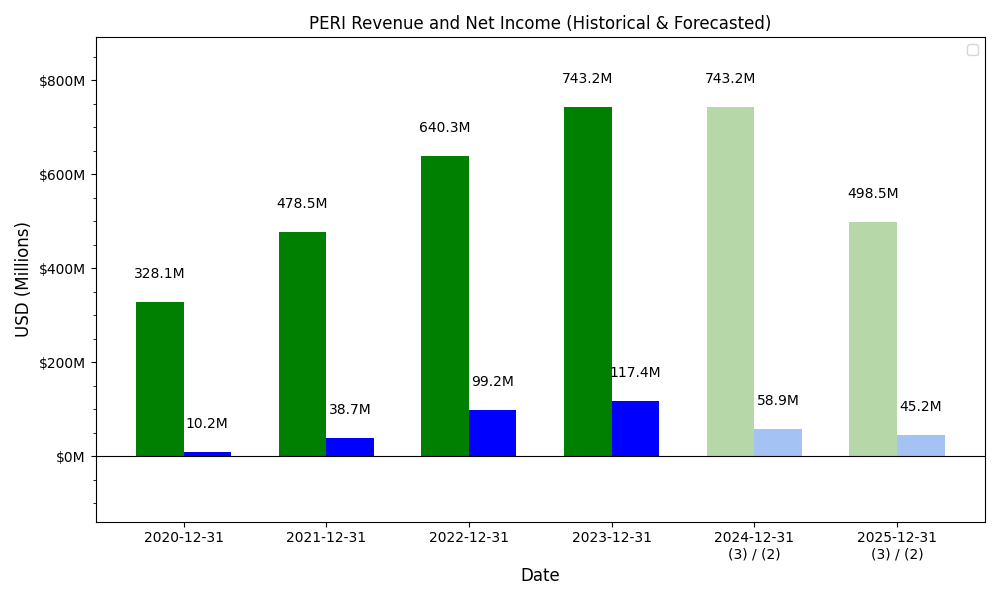 PERI Revenue and Net Income (Historical & Forecasted)
$800M
$600M
$400M
$200M
$0M
USD (Millions)
328.1M
10.2M
478.5M
38.7M
640.3M
99.2M
743.2M
117.4M
743.2M
58.9M
498.5M
45.2M
2020-12-31
2021-12-31
2022-12-31
2023-12-31
2024-12-31
(3) / (2)
2025-12-31
(3) / (2)
Date